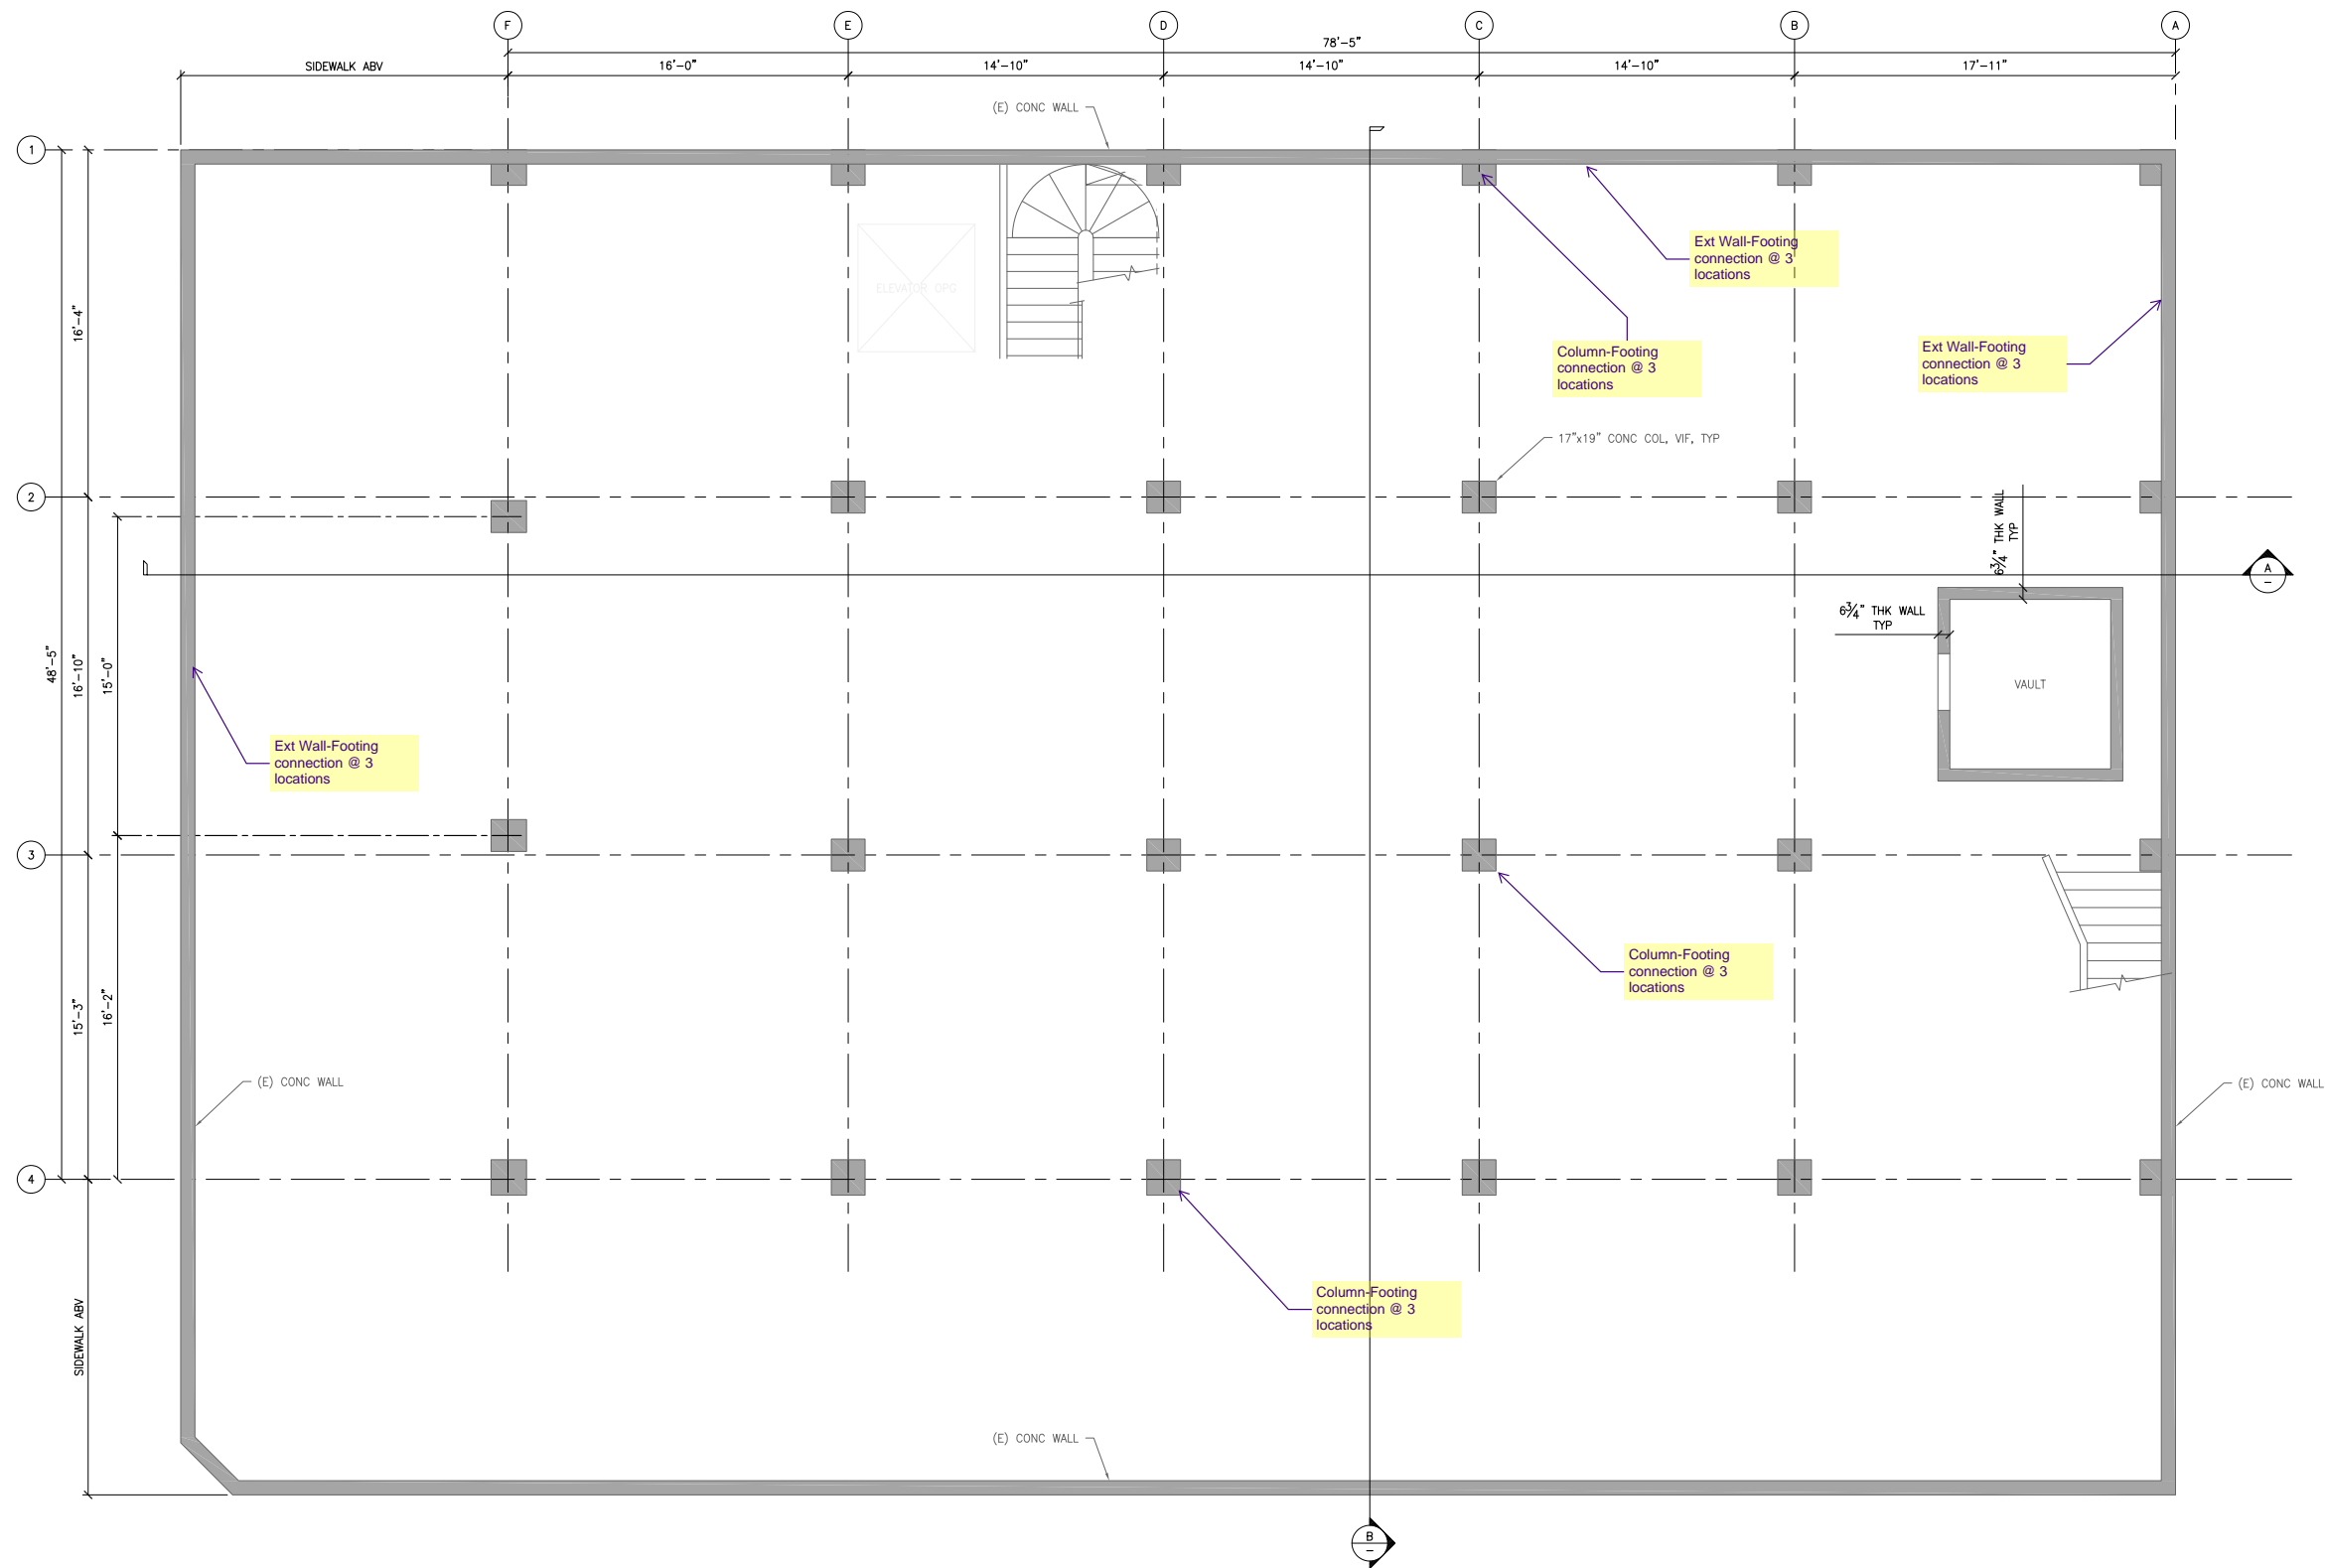 F
E
D
C
B
A
78'-5"
SIDEWALK ABV
16'-0"
14'-10"
14'-10"
14'-10"
17'-11"
(E) CONC WALL
1
Ext Wall-Footing
connection @ 3
locations
ELEVATOR OPG
16'-4"
Column-Footing
connection @ 3
locations
Ext Wall-Footing
connection @ 3
locations
17"x19" CONC COL, VIF, TYP
2
6¾" THK WALL
TYP
A
–
6¾" THK WALL
TYP
48'-5"
16'-10"
15'-0"
VAULT
Ext Wall-Footing
connection @ 3
locations
3
Column-Footing
connection @ 3
locations
15'-3"
16'-2"
(E) CONC WALL
(E) CONC WALL
4
Column-Footing
connection @ 3
locations
SIDEWALK ABV
(E) CONC WALL
B
–